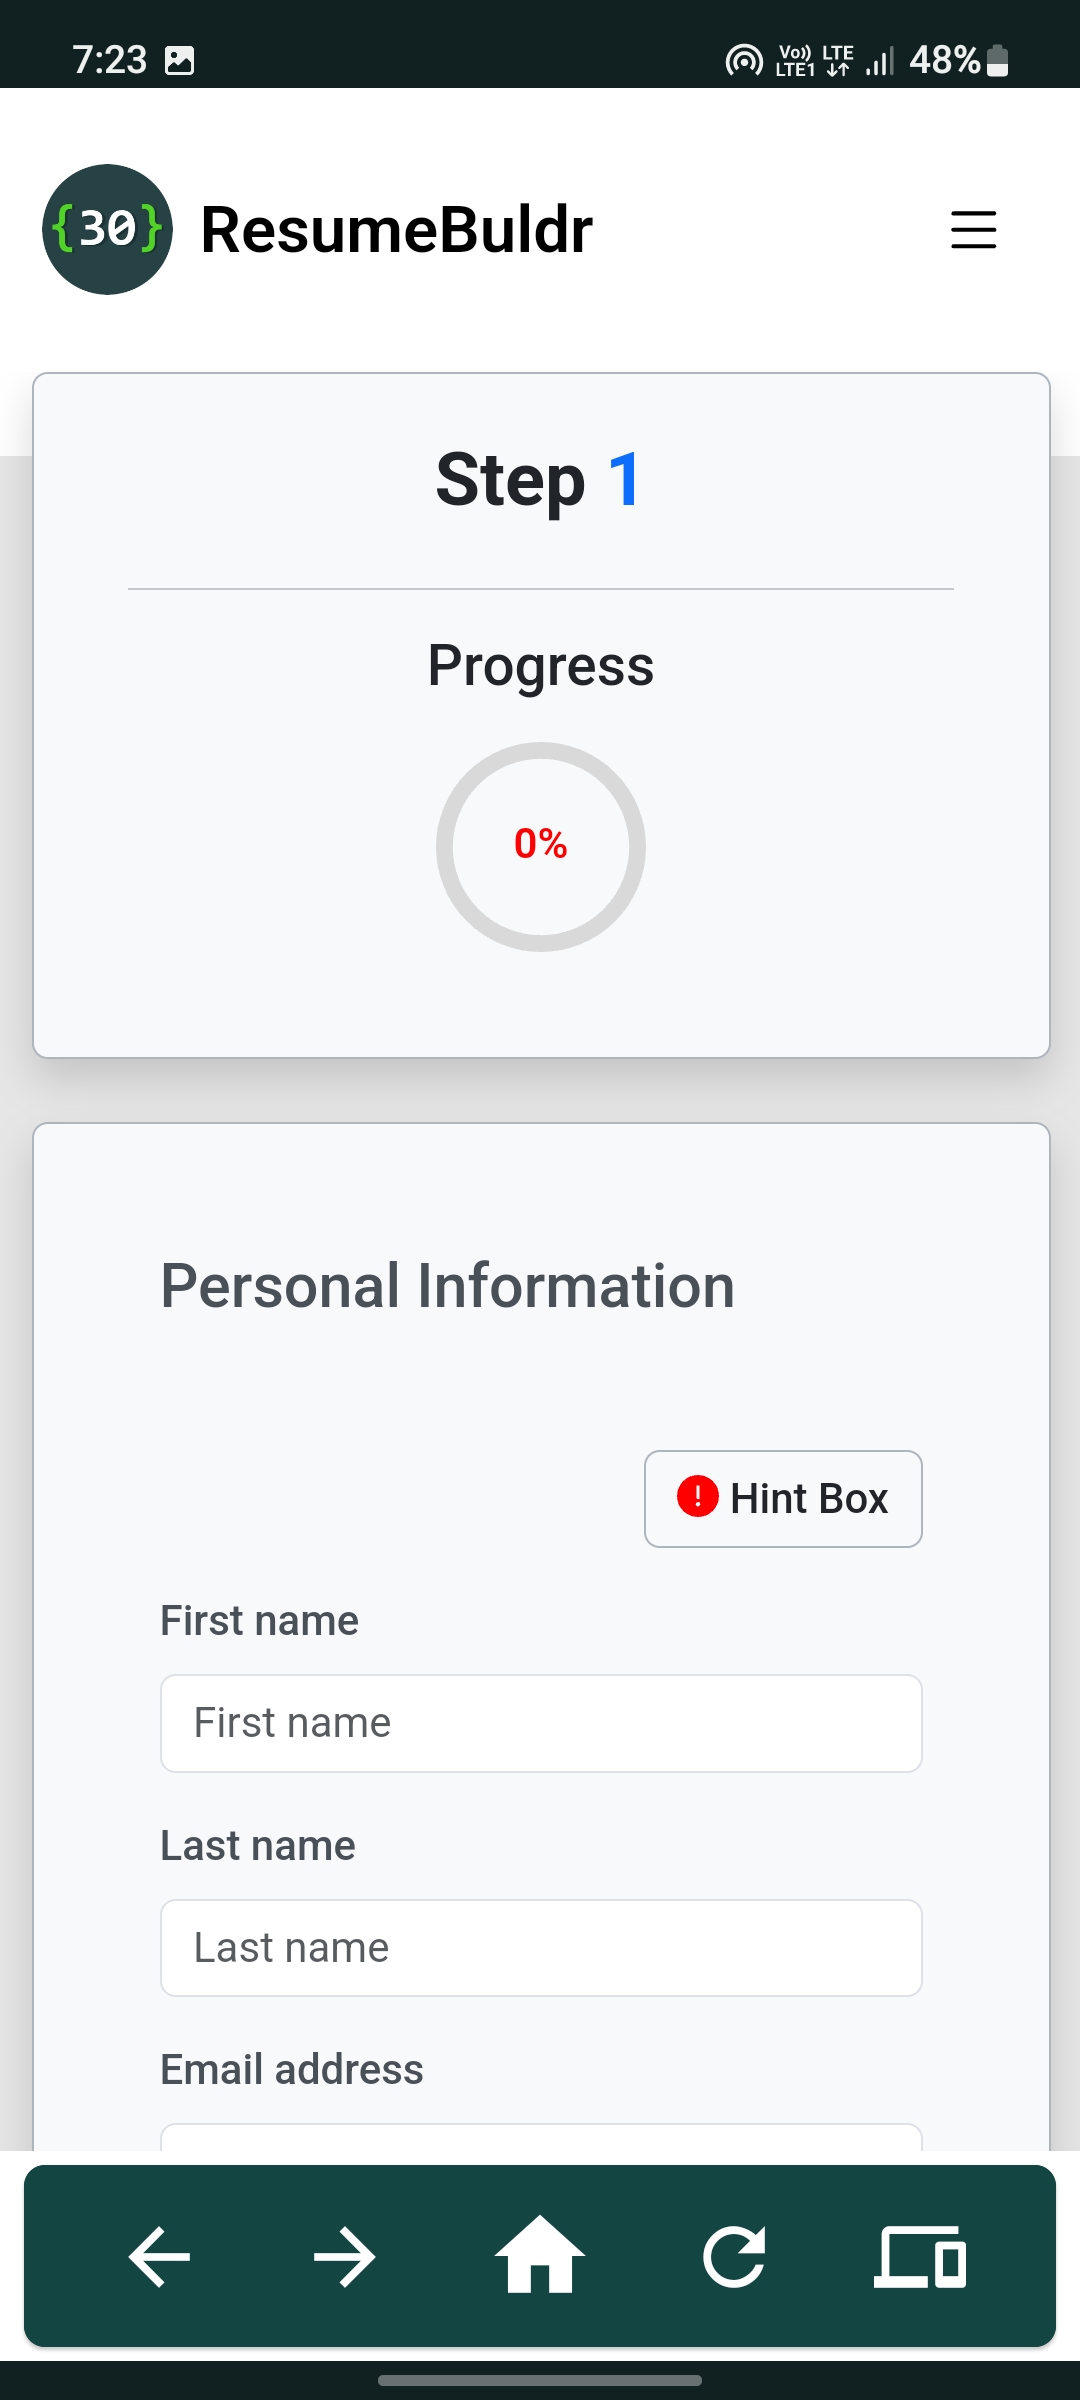 7:23 Vo)) LTE1 LTE 48%
{30} ResumeBuldr
Step 1
Progress
0%
Personal Information
! Hint Box
First name
First name
Last name
Last name
Email address